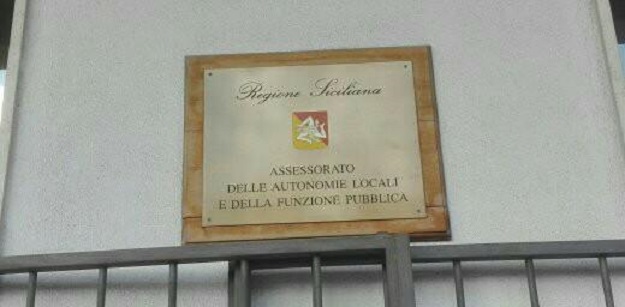 Regione Siciliana
ASSESSORATO
DELLE AUTONOMIE LOCALI
E DELLA FUNZIONE PUBBLICA